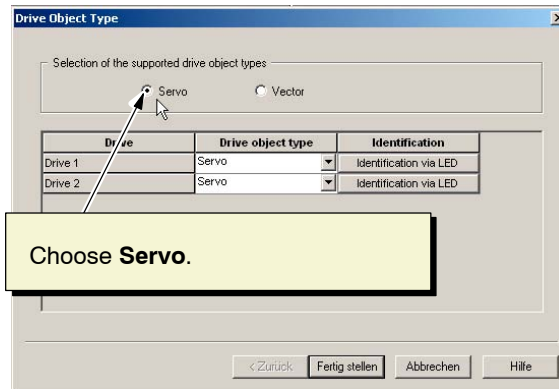 Drive Object Type
Selection of the supported drive object types
Servo Vector
Drive Drive object type Identification
Drive 1 Servo Identification via LED
Drive 2 Servo Identification via LED
Choose Servo.
< Zurück Fertig stellen Abbrechen Hilfe